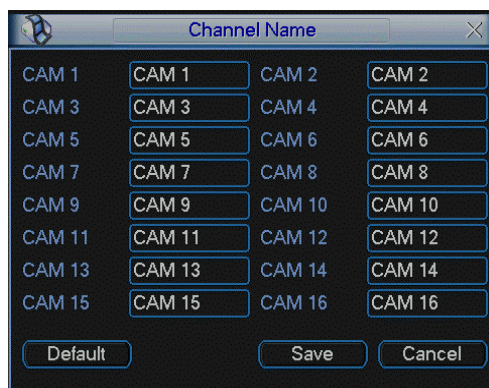 Channel Name
CAM 1 CAM 1 CAM 2 CAM 2
CAM 3 CAM 3 CAM 4 CAM 4
CAM 5 CAM 5 CAM 6 CAM 6
CAM 7 CAM 7 CAM 8 CAM 8
CAM 9 CAM 9 CAM 10 CAM 10
CAM 11 CAM 11 CAM 12 CAM 12
CAM 13 CAM 13 CAM 14 CAM 14
CAM 15 CAM 15 CAM 16 CAM 16
Default Save Cancel